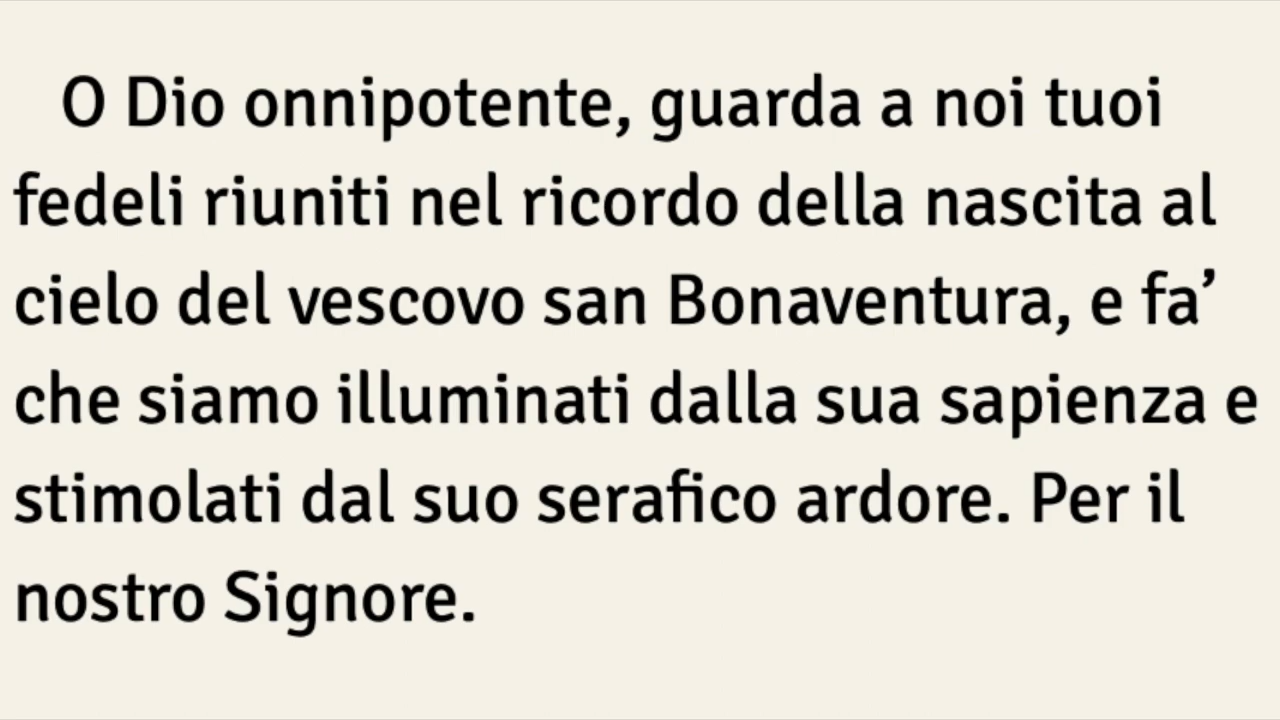 O Dio onnipotente, guarda a noi tuoi
fedeli riuniti nel ricordo della nascita al
cielo del vescovo san Bonaventura, e fa’
che siamo illuminati dalla sua sapienza e
stimolati dal suo serafico ardore. Per il
nostro Signore.